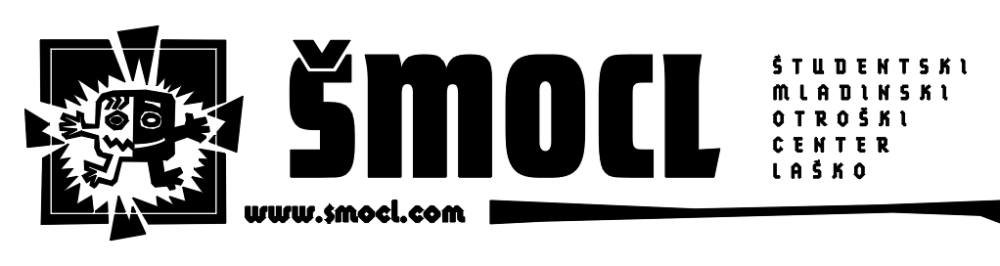 ŠMOCL
ŠTUDENTSKI
MLADINSKI
OTROŠKI
CENTER
LAŠKO
www.smocl.com